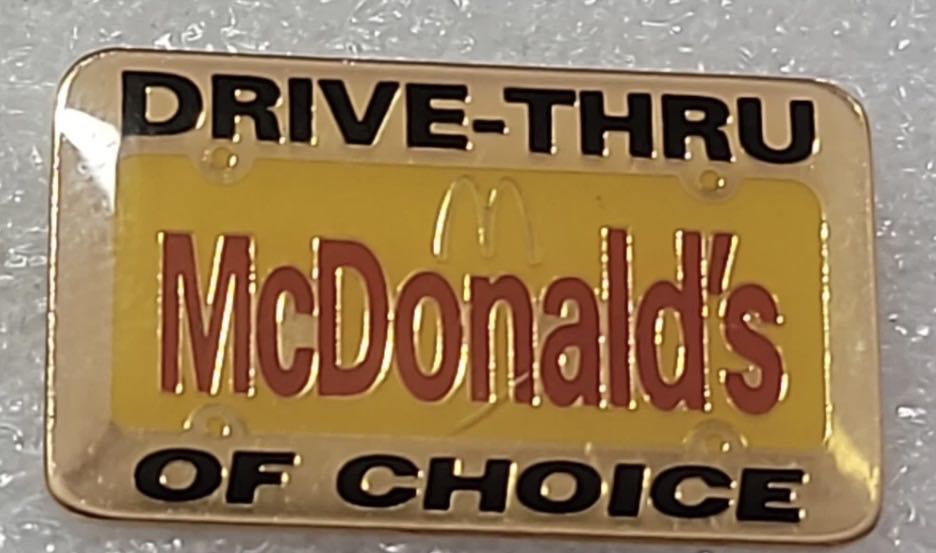 DRIVE-THRU
McDonald's
OF CHOICE